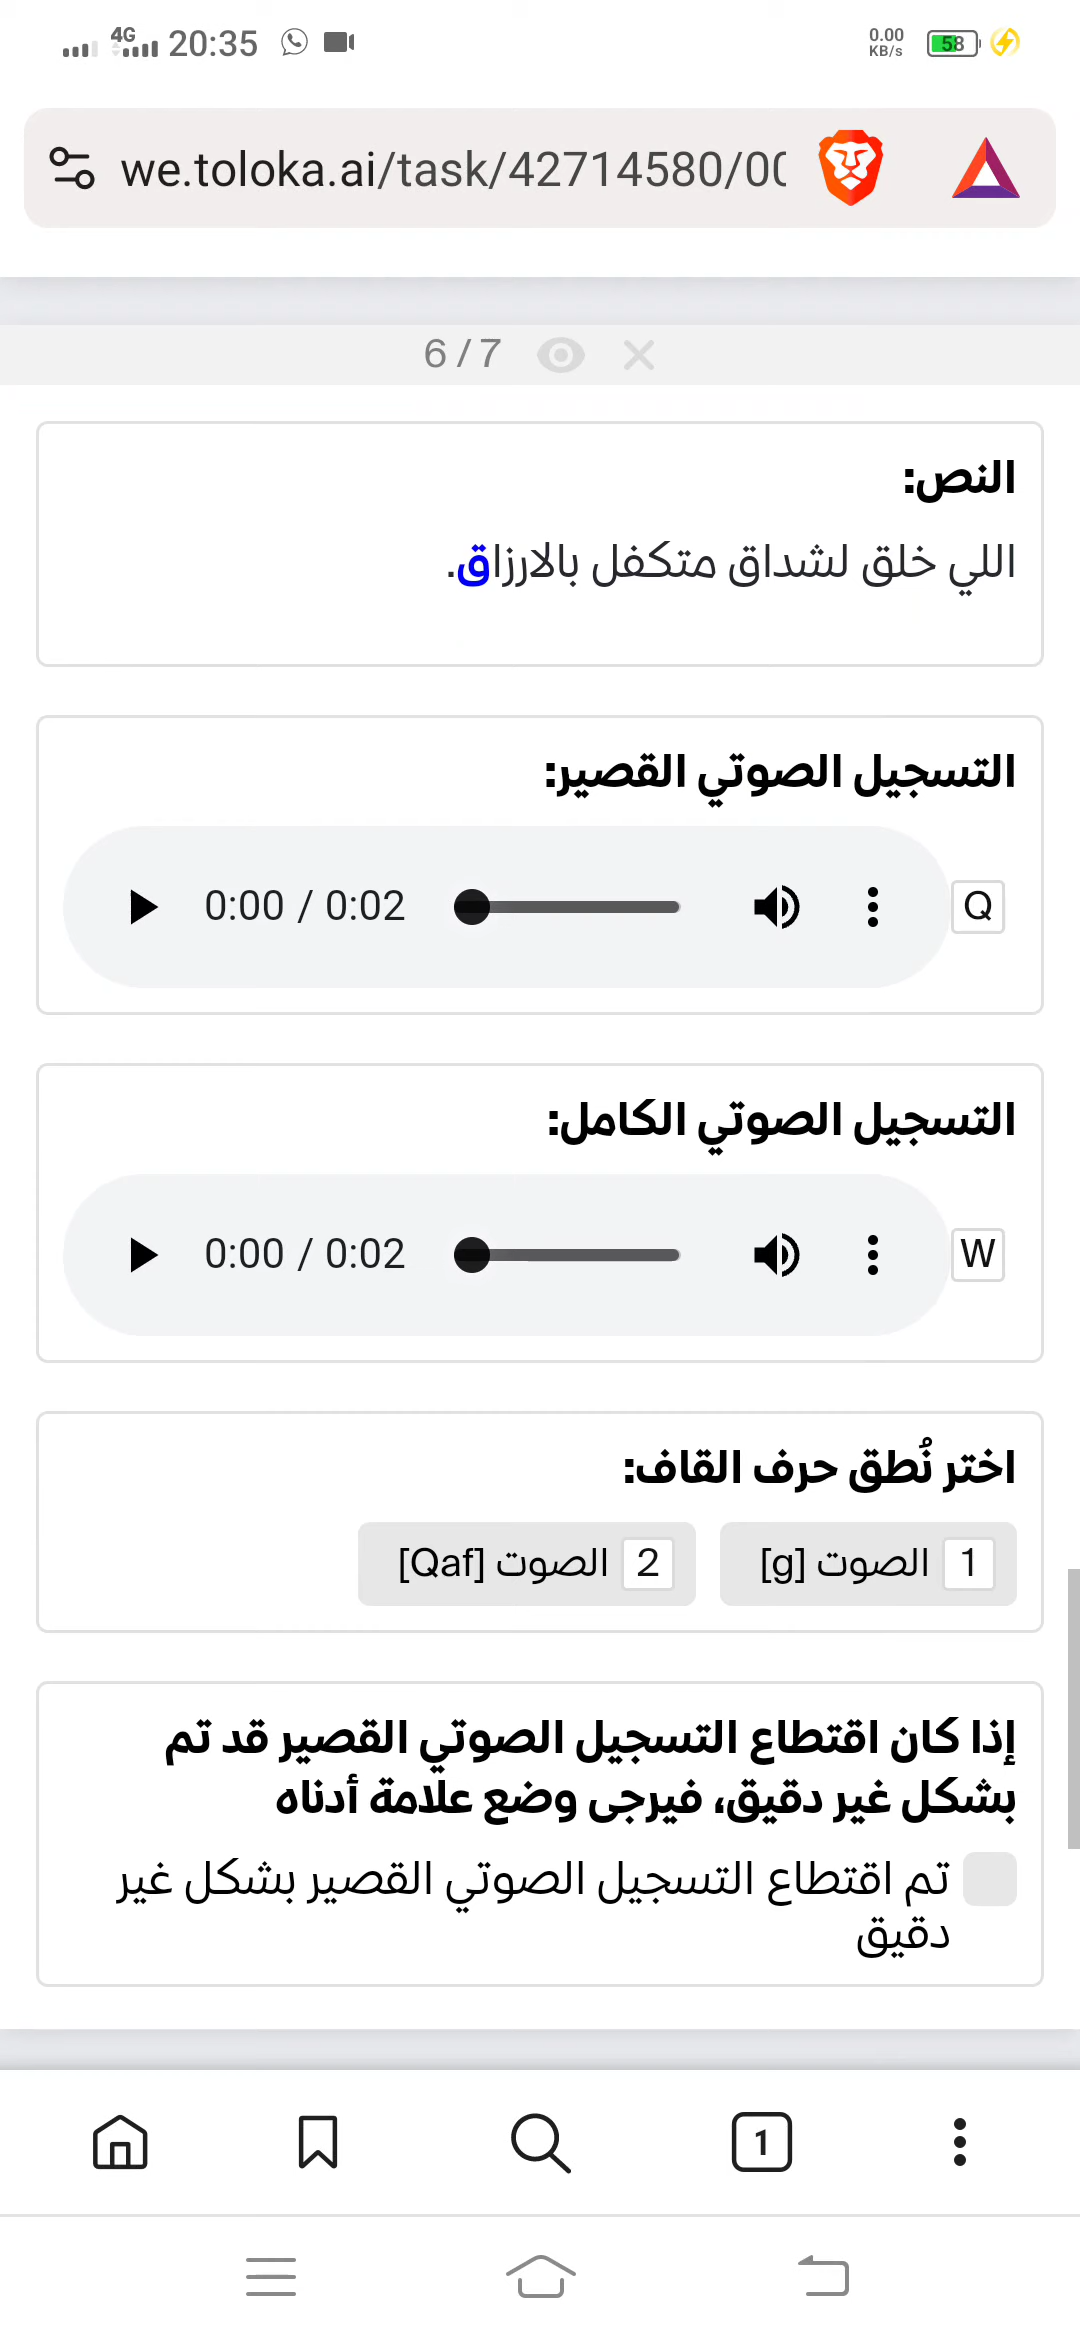 4G 20:35 0.00 KB/s 58
we.toloka.ai/task/42714580/00
6 / 7
النص:
اللي خلق لشداق متكفل بالارزاق.
التسجيل الصوتي القصير:
0:00 / 0:02 Q
التسجيل الصوتي الكامل:
0:00 / 0:02 W
اختر نُطق حرف القاف:
1 الصوت [g] 2 الصوت [Qaf]
إذا كان اقتطاع التسجيل الصوتي القصير قد تم
بشكل غير دقيق، فيرجى وضع علامة أدناه
تم اقتطاع التسجيل الصوتي القصير بشكل غير
دقيق
1